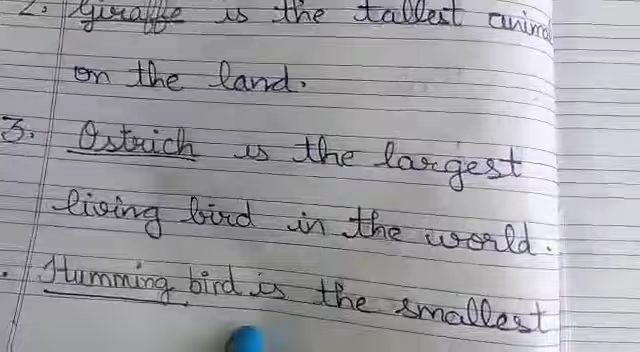 2. Giraffe is the tallest anima
on the land.
3. Ostrich is the largest
living bird in the world.
. Humming bird is the smallest